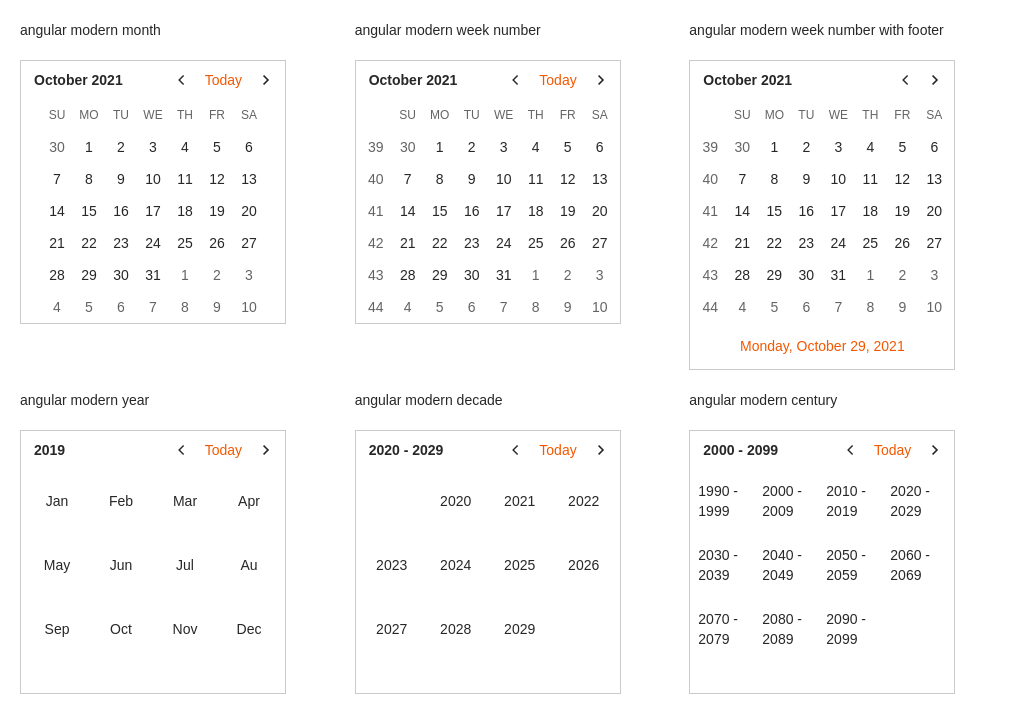 angular modern month
October 2021 Today
SU MO TU WE TH FR SA
30 1 2 3 4 5 6
7 8 9 10 11 12 13
14 15 16 17 18 19 20
21 22 23 24 25 26 27
28 29 30 31 1 2 3
4 5 6 7 8 9 10
angular modern week number
October 2021 Today
SU MO TU WE TH FR SA
39 30 1 2 3 4 5 6
40 7 8 9 10 11 12 13
41 14 15 16 17 18 19 20
42 21 22 23 24 25 26 27
43 28 29 30 31 1 2 3
44 4 5 6 7 8 9 10
angular modern week number with footer
October 2021
SU MO TU WE TH FR SA
39 30 1 2 3 4 5 6
40 7 8 9 10 11 12 13
41 14 15 16 17 18 19 20
42 21 22 23 24 25 26 27
43 28 29 30 31 1 2 3
44 4 5 6 7 8 9 10
Monday, October 29, 2021
angular modern year
2019 Today
Jan Feb Mar Apr
May Jun Jul Au
Sep Oct Nov Dec
angular modern decade
2020 - 2029 Today
2020 2021 2022
2023 2024 2025 2026
2027 2028 2029
angular modern century
2000 - 2099 Today
1990 - 2000 - 2010 - 2020 -
1999 2009 2019 2029
2030 - 2040 - 2050 - 2060 -
2039 2049 2059 2069
2070 - 2080 - 2090 -
2079 2089 2099